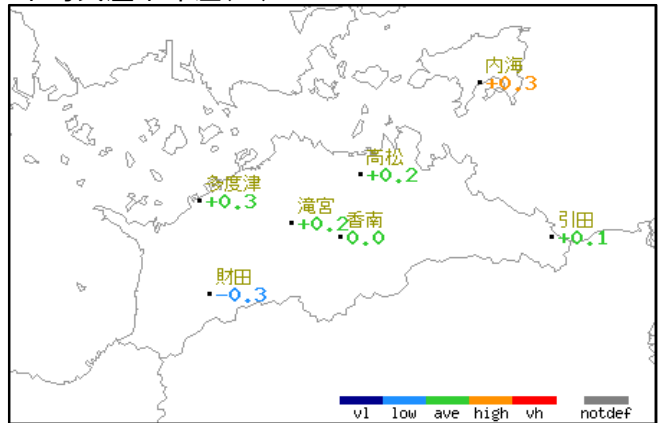 内海
+0.3
高松
+0.2
多度津
+0.3
滝宮
+0.2
香南
0.0
引田
+0.1
財田
-0.3
vl low ave high vh notdef